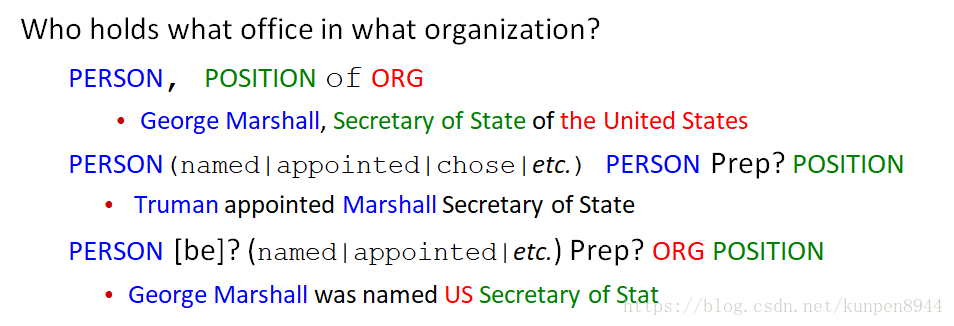 Who holds what office in what organization?
PERSON, POSITION of ORG
• George Marshall, Secretary of State of the United States
PERSON (named|appointed|chose|etc.) PERSON Prep? POSITION
• Truman appointed Marshall Secretary of State
PERSON [be]? (named|appointed|etc.) Prep? ORG POSITION
• George Marshall was named US Secretary of Stat
https://blog.csdn.net/kunpen8944